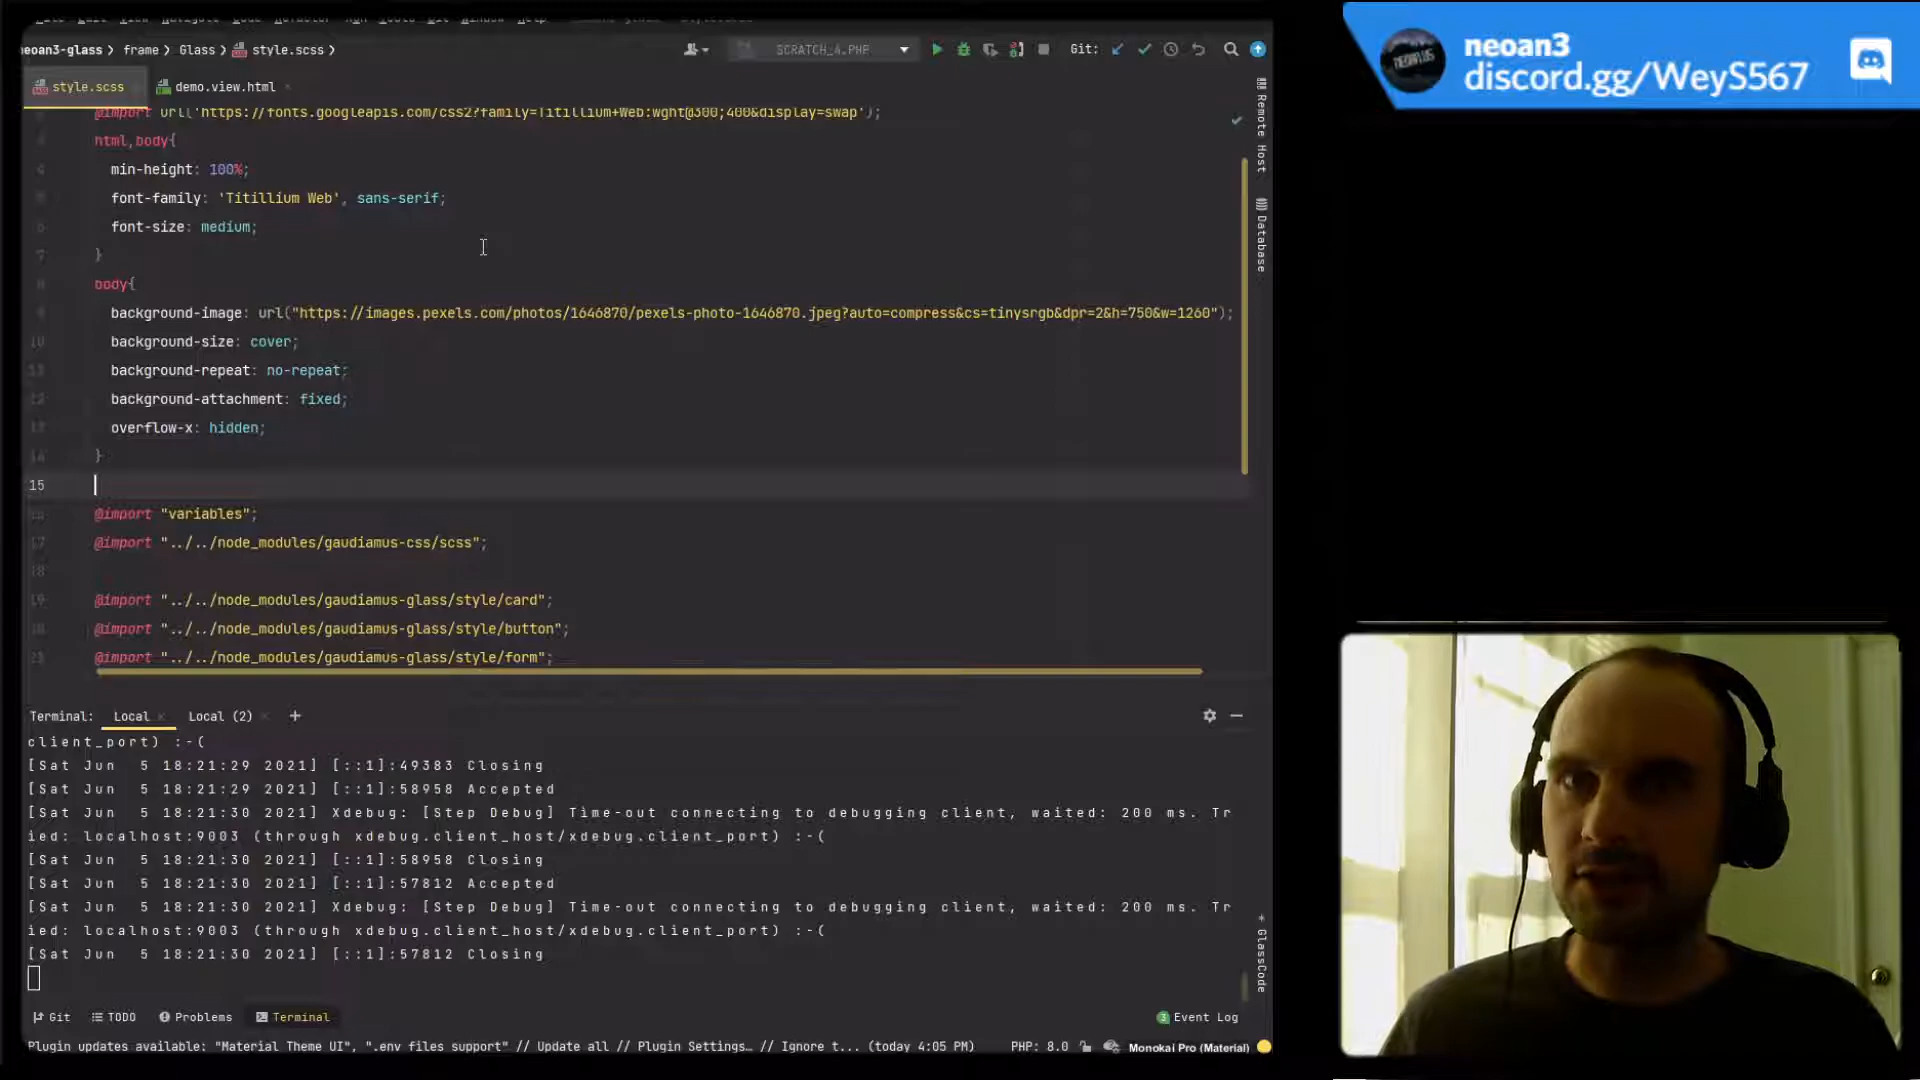 neoan3-glass > frame > Glass > style.scss >
SCRATCH_4.PHP
Git:
style.scss
demo.view.html
@import url('https://fonts.googleapis.com/css2?family=Titillium+Web:wght@300;400&display=swap');
html,body{
4 min-height: 100%;
font-family: 'Titillium Web', sans-serif;
6 font-size: medium;
7 }
8 body{
background-image: url("https://images.pexels.com/photos/1646870/pexels-photo-1646870.jpeg?auto=compress&cs=tinysrgb&dpr=2&h=750&w=1260");
10 background-size: cover;
background-repeat: no-repeat;
12 background-attachment: fixed;
overflow-x: hidden;
14 }
15
@import "variables";
17 @import "../../node_modules/gaudiamus-css/scss";
18
@import "../../node_modules/gaudiamus-glass/style/card";
@import "../../node_modules/gaudiamus-glass/style/button";
@import "../../node_modules/gaudiamus-glass/style/form";
Remote Host
Database
GlassCode
Terminal: Local Local (2)
client_port) :-(
[Sat Jun 5 18:21:29 2021] [::1]:49383 Closing
[Sat Jun 5 18:21:29 2021] [::1]:58958 Accepted
[Sat Jun 5 18:21:30 2021] Xdebug: [Step Debug] Time-out connecting to debugging client, waited: 200 ms. Tr
ied: localhost:9003 (through xdebug.client_host/xdebug.client_port) :-(
[Sat Jun 5 18:21:30 2021] [::1]:58958 Closing
[Sat Jun 5 18:21:30 2021] [::1]:57812 Accepted
[Sat Jun 5 18:21:30 2021] Xdebug: [Step Debug] Time-out connecting to debugging client, waited: 200 ms. Tr
ied: localhost:9003 (through xdebug.client_host/xdebug.client_port) :-(
[Sat Jun 5 18:21:30 2021] [::1]:57812 Closing
Git TODO Problems Terminal
3 Event Log
Plugin updates available: "Material Theme UI", ".env files support" // Update all // Plugin Settings… // Ignore t... (today 4:05 PM)
PHP: 8.0
Monokai Pro (Material)
neoan3
discord.gg/WeyS567